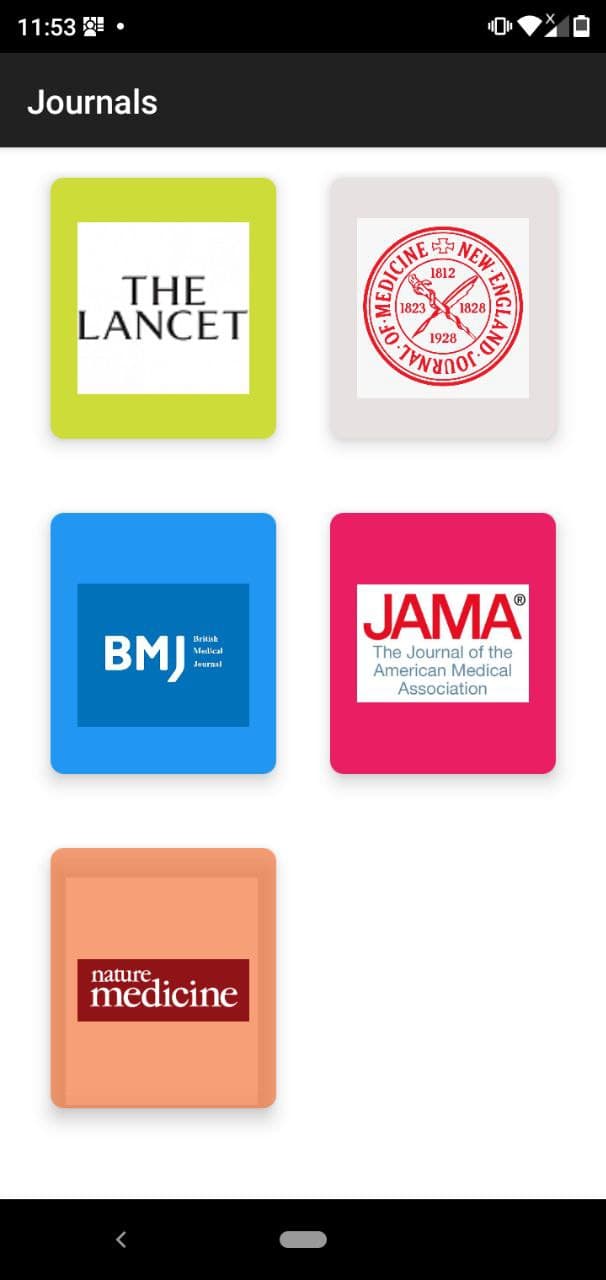 11:53
Journals
THE
LANCET
NEW·ENGLAND·JOURNAL·OF·MEDICINE
1812
1823
1828
1928
BMJ
British
Medical
Journal
JAMA®
The Journal of the
American Medical
Association
nature
medicine